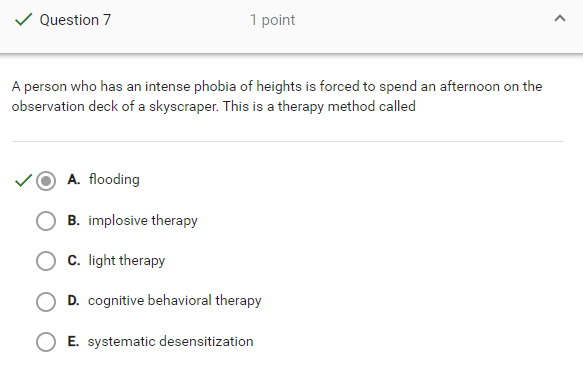 Question 7 1 point
A person who has an intense phobia of heights is forced to spend an afternoon on the
observation deck of a skyscraper. This is a therapy method called
A. flooding
B. implosive therapy
C. light therapy
D. cognitive behavioral therapy
E. systematic desensitization